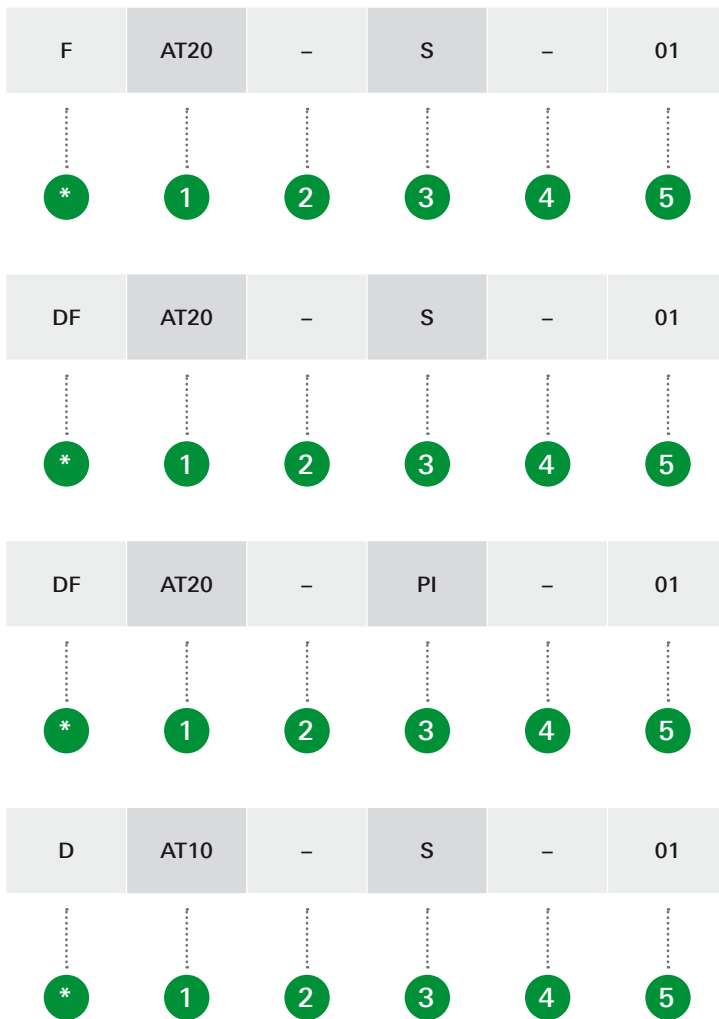 F AT20 – S – 01
* 1 2 3 4 5
DF AT20 – S – 01
* 1 2 3 4 5
DF AT20 – PI – 01
* 1 2 3 4 5
D AT10 – S – 01
* 1 2 3 4 5